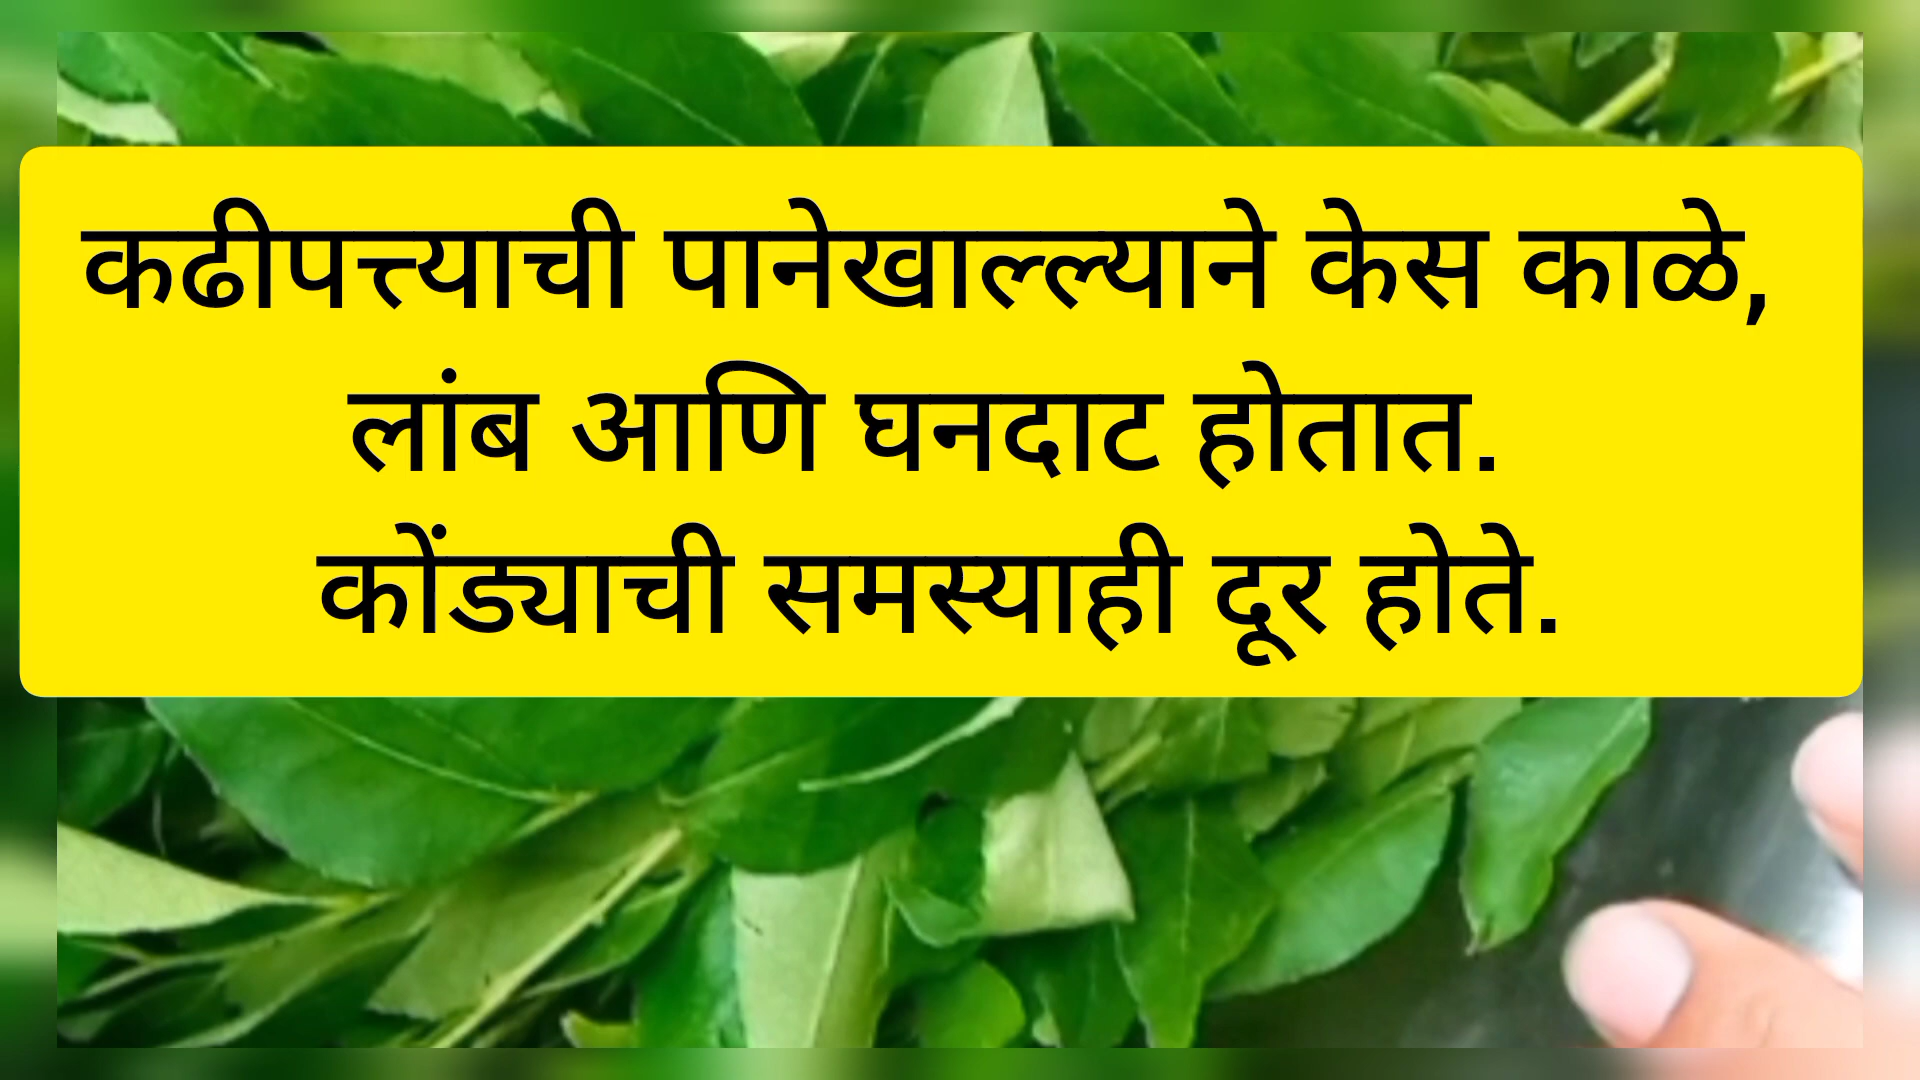 कढीपत्त्याची पानेखाल्ल्याने केस काळे,
लांब आणि घनदाट होतात.
कोंड्याची समस्याही दूर होते.